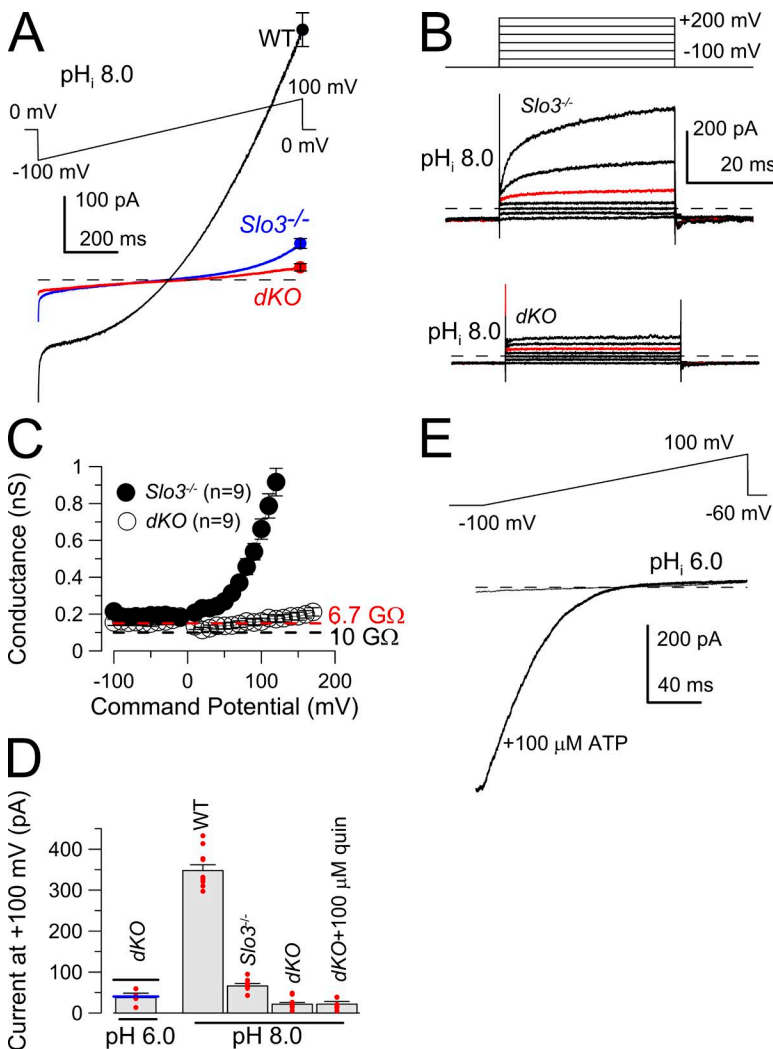 A
WT
pHi 8.0
100 mV
0 mV
0 mV
-100 mV
100 pA
200 ms
Slo3-/-
dKO
B
+200 mV
-100 mV
Slo3-/-
200 pA
20 ms
pHi 8.0
dKO
pHi 8.0
C
Conductance (nS)
1
0.8
0.6
0.4
0.2
0
Slo3-/- (n=9)
dKO (n=9)
6.7 GΩ
10 GΩ
-100
0
100
200
Command Potential (mV)
D
Current at +100 mV (pA)
400
300
200
100
0
dKO
WT
Slo3-/-
dKO
dKO+100 μM quin
pH 6.0
pH 8.0
E
100 mV
-100 mV
-60 mV
pHi 6.0
200 pA
40 ms
+100 μM ATP